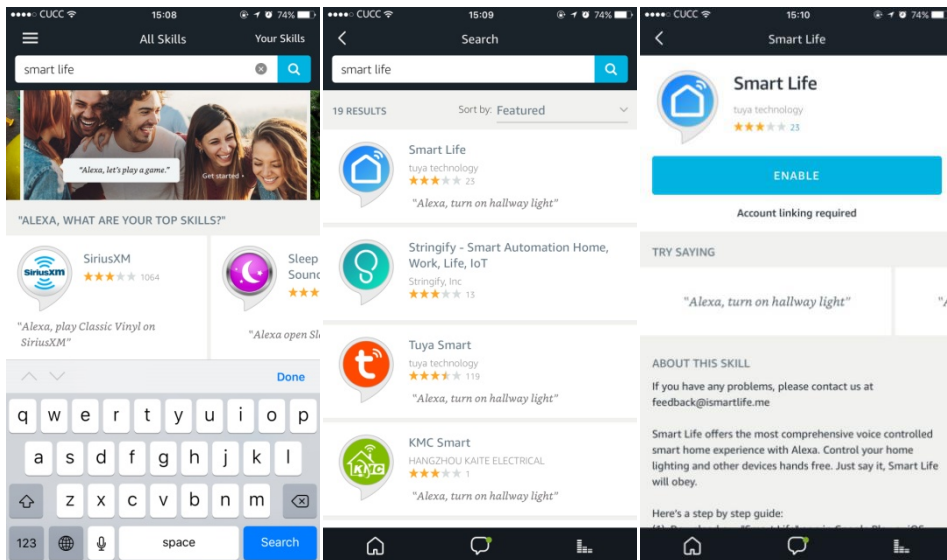 CUCC 15:08 74%
All Skills Your Skills
smart life
"Alexa, let's play a game."
Get started ›
"ALEXA, WHAT ARE YOUR TOP SKILLS?"
SiriusXM
SiriusXM
1064
"Alexa, play Classic Vinyl on
SiriusXM"
Sleep
Sound
"Alexa open Sl
Done
q w e r t y u i o p
a s d f g h j k l
z x c v b n m
123 space Search
CUCC 15:09 74%
Search
smart life
19 RESULTS Sort by: Featured
Smart Life
tuya technology
23
"Alexa, turn on hallway light"
Stringify - Smart Automation Home,
Work, Life, IoT
Stringify, Inc
13
Tuya Smart
tuya technology
119
"Alexa, turn on hallway light"
KMC
KMC Smart
HANGZHOU KAITE ELECTRICAL
1
"Alexa, turn on hallway light"
CUCC 15:10 74%
Smart Life
Smart Life
tuya technology
23
ENABLE
Account linking required
TRY SAYING
"Alexa, turn on hallway light"
ABOUT THIS SKILL
If you have any problems, please contact us at
feedback@ismartlife.me
Smart Life offers the most comprehensive voice controlled
smart home experience with Alexa. Control your home
lighting and other devices hands free. Just say it, Smart Life
will obey.
Here's a step by step guide: